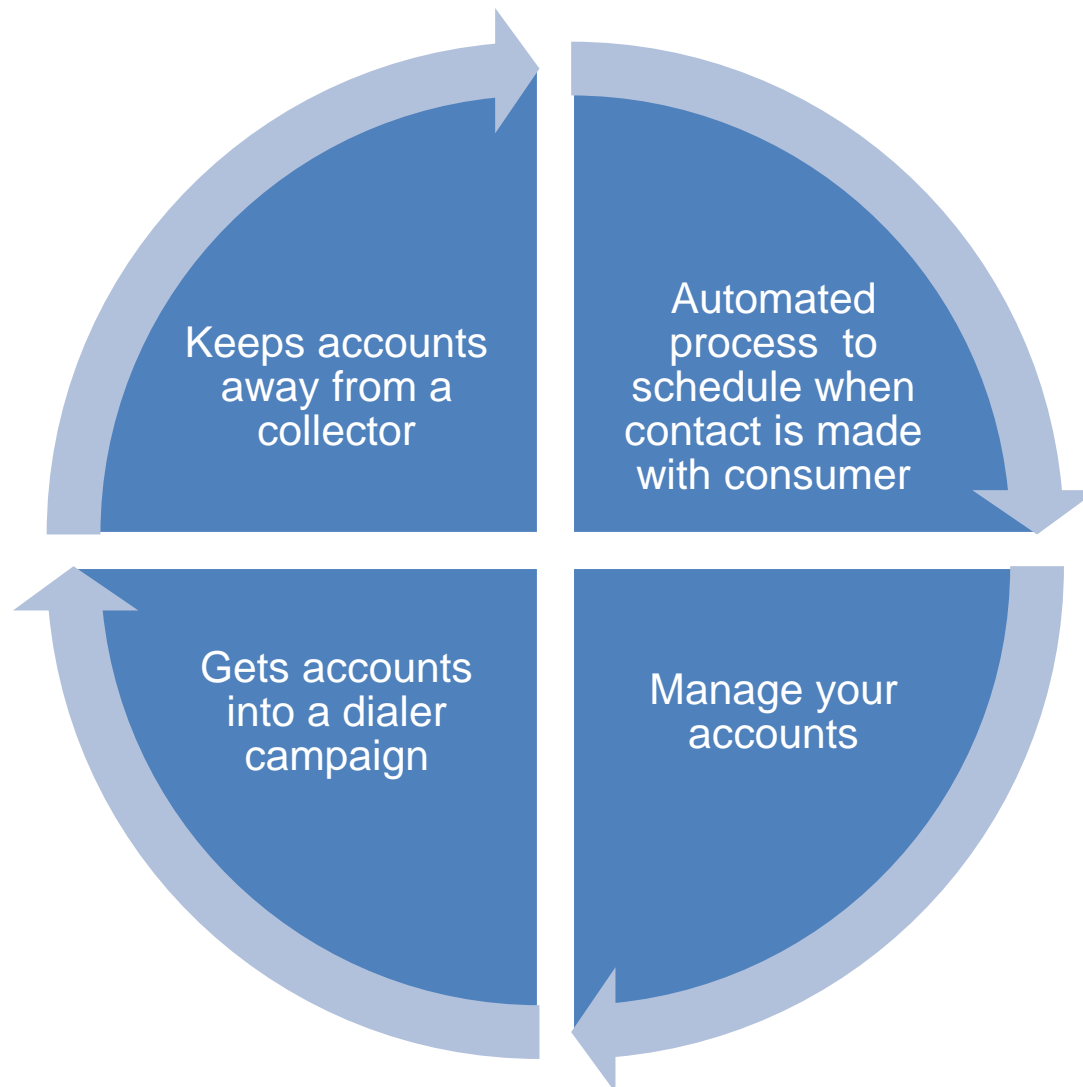 Keeps accounts
away from a
collector
Automated
process  to
schedule when
contact is made
with consumer
Gets accounts
into a dialer
campaign
Manage your
accounts